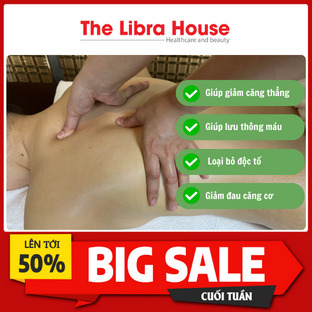 The Libra House
Healthcare and beauty
Giúp giảm căng thẳng
Giúp lưu thông máu
Loại bỏ độc tố
Giảm đau căng cơ
LÊN TỚI
50%
BIG SALE
CUỐI TUẦN